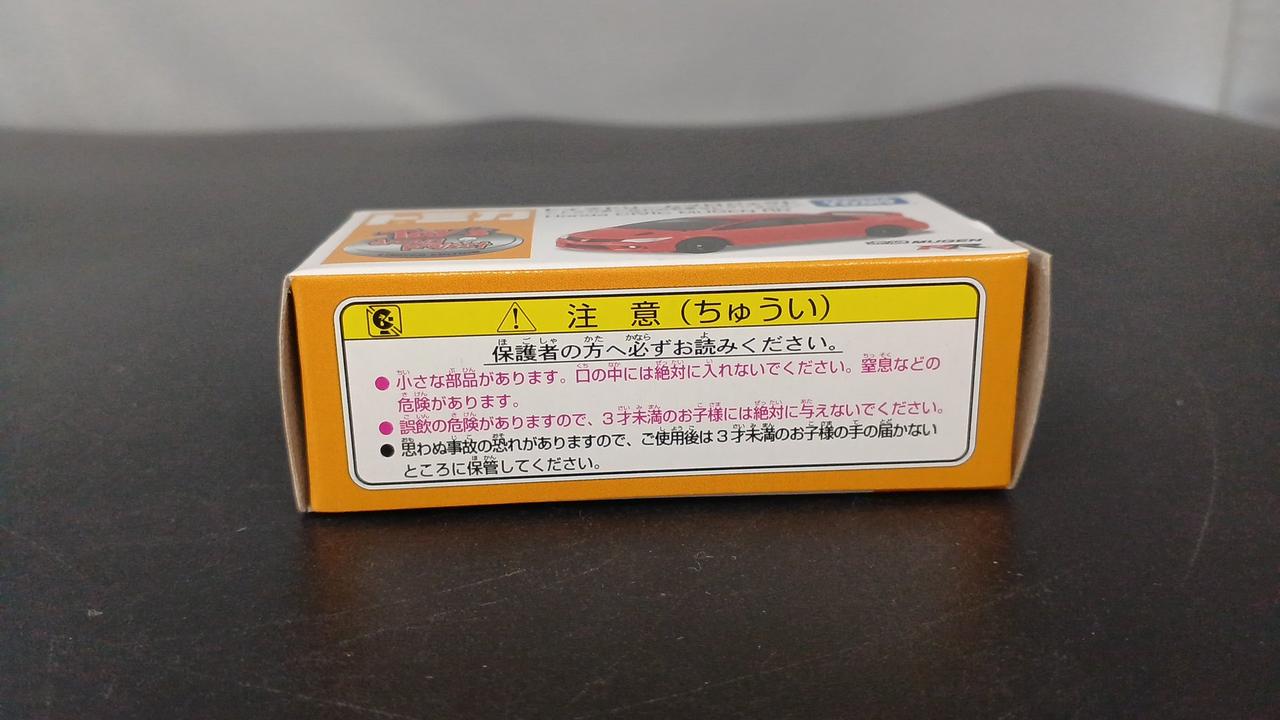 Honda CIVIC MUGEN RR
MUGEN
RR
注 意（ちゅうい）
保護者の方へ必ずお読みください。
●小さな部品があります。口の中には絶対に入れないでください。窒息などの
危険があります。
●誤飲の危険がありますので、3才未満のお子様には絶対に与えないでください。
●思わぬ事故の恐れがありますので、ご使用後は3才未満のお子様の手の届かない
ところに保管してください。